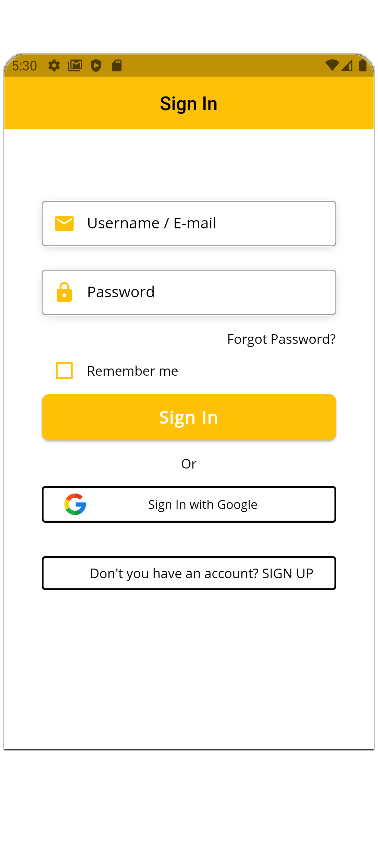 5:30
Sign In
Username / E-mail
Password
Forgot Password?
Remember me
Sign In
Or
Sign In with Google
Don't you have an account? SIGN UP